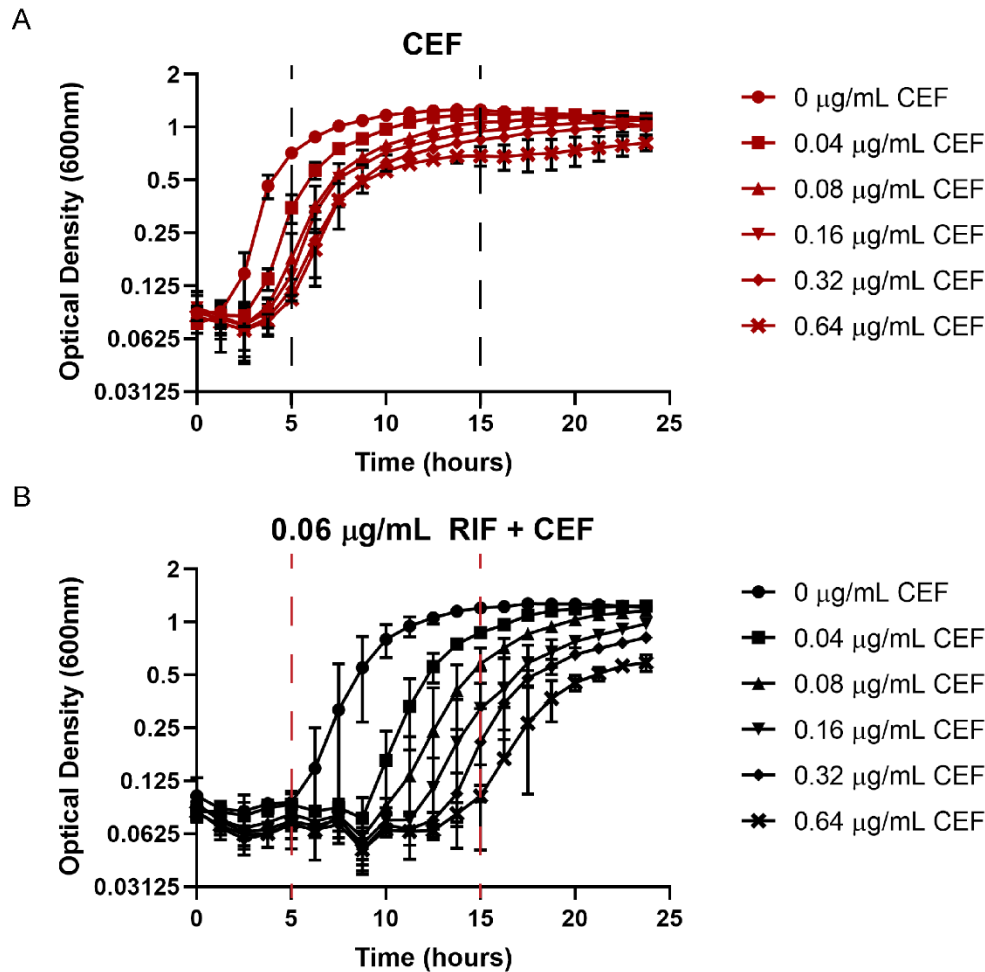 A
CEF
2
1
0.5
0.25
0.125
0.0625
0.03125
Optical Density (600nm)
0 5 10 15 20 25
Time (hours)
0 μg/mL CEF
0.04 μg/mL CEF
0.08 μg/mL CEF
0.16 μg/mL CEF
0.32 μg/mL CEF
0.64 μg/mL CEF
B
0.06 μg/mL RIF + CEF
2
1
0.5
0.25
0.125
0.0625
0.03125
Optical Density (600nm)
0 5 10 15 20 25
Time (hours)
0 μg/mL CEF
0.04 μg/mL CEF
0.08 μg/mL CEF
0.16 μg/mL CEF
0.32 μg/mL CEF
0.64 μg/mL CEF